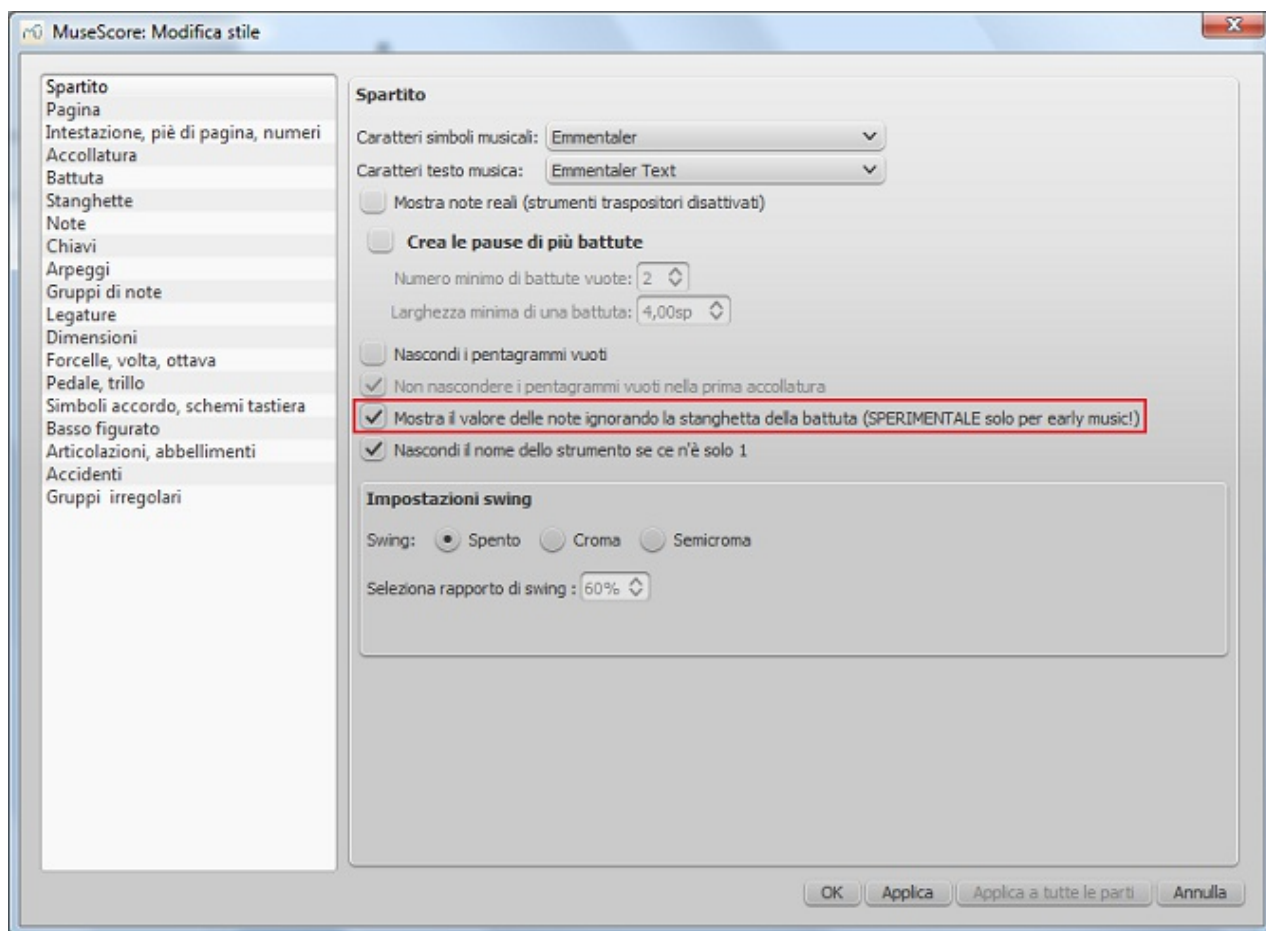 MuseScore: Modifica stile
Spartito
Pagina
Intestazione, piè di pagina, numeri
Accollatura
Battuta
Stanghette
Note
Chiavi
Arpeggi
Gruppi di note
Legature
Dimensioni
Forcelle, volta, ottava
Pedale, trillo
Simboli accordo, schemi tastiera
Basso figurato
Articolazioni, abbellimenti
Accidenti
Gruppi irregolari
Spartito
Caratteri simboli musicali: Emmentaler
Caratteri testo musica: Emmentaler Text
Mostra note reali (strumenti traspositori disattivati)
Crea le pause di più battute
Numero minimo di battute vuote: 2
Larghezza minima di una battuta: 4,00sp
Nascondi i pentagrammi vuoti
Non nascondere i pentagrammi vuoti nella prima accollatura
Mostra il valore delle note ignorando la stanghetta della battuta (SPERIMENTALE solo per early music!)
Nascondi il nome dello strumento se ce n'è solo 1
Impostazioni swing
Swing: Spento Croma Semicroma
Seleziona rapporto di swing : 60%
OK Applica Applica a tutte le parti Annulla